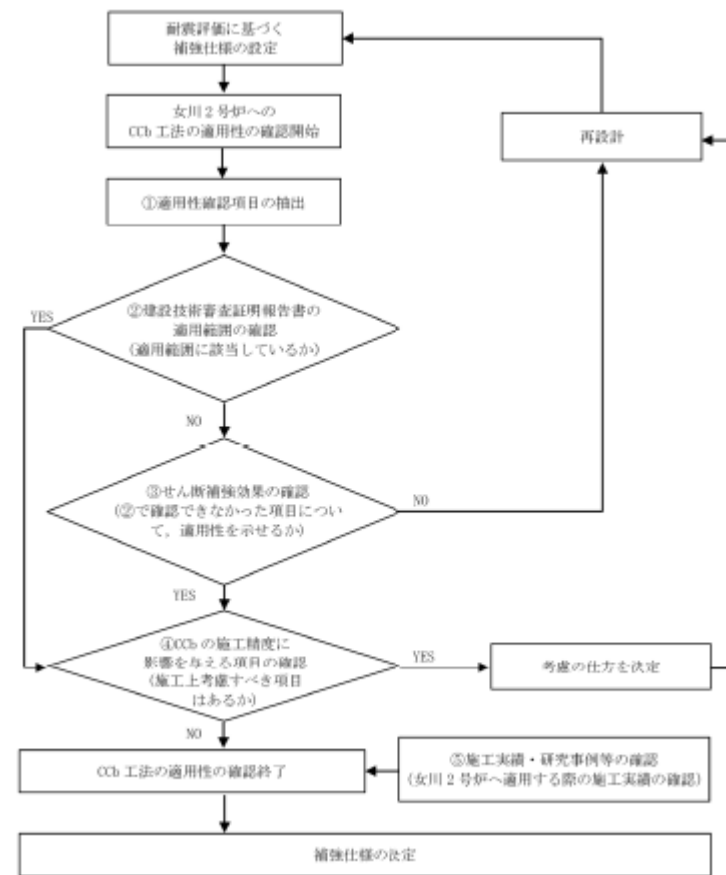 耐震評価に基づく
補強仕様の設定
女川2号炉への
CCb工法の適用性の確認開始
再設計
①適用性確認項目の抽出
YES
②建設技術審査証明報告書の
適用範囲の確認
(適用範囲に該当しているか)
NO
③せん断補強効果の確認
(②で確認できなかった項目につい
て，適用性を示せるか)
NO
YES
④CCbの施工精度に
影響を与える項目の確認
(施工上考慮すべき項目
はあるか)
YES
考慮の仕方を決定
NO
CCb工法の適用性の確認終了
⑤施工実績・研究事例等の確認
(女川2号炉へ適用する際の施工実績の確認)
補強仕様の決定